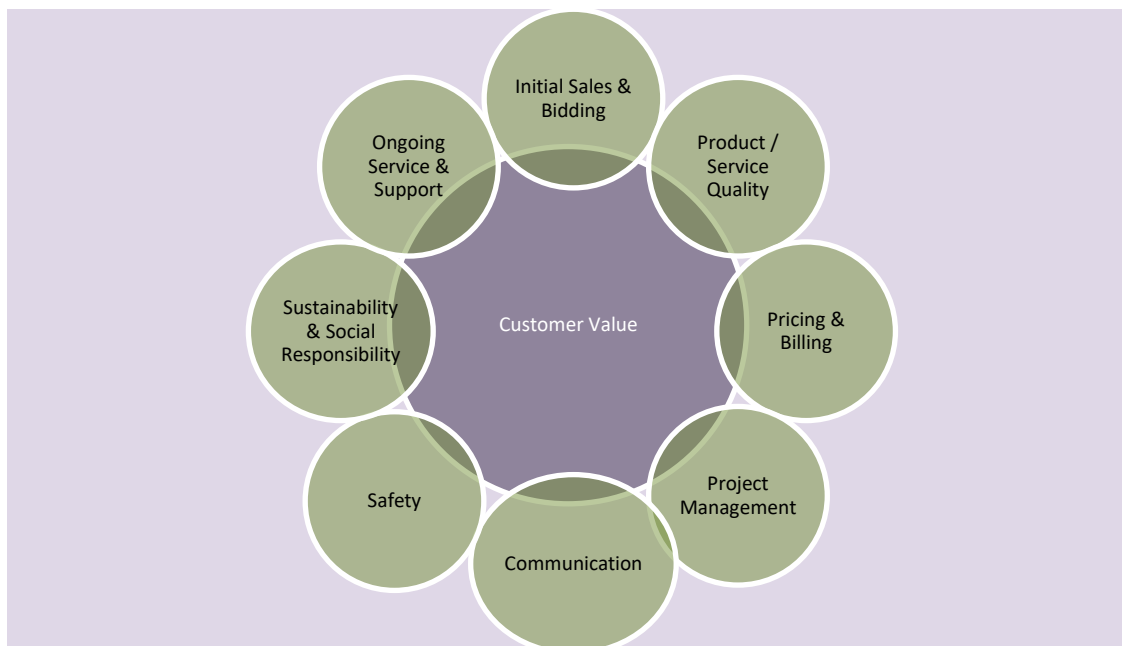 Initial Sales &
Bidding
Product /
Service
Quality
Pricing &
Billing
Project
Management
Communication
Safety
Sustainability
& Social
Responsibility
Ongoing
Service &
Support
Customer Value